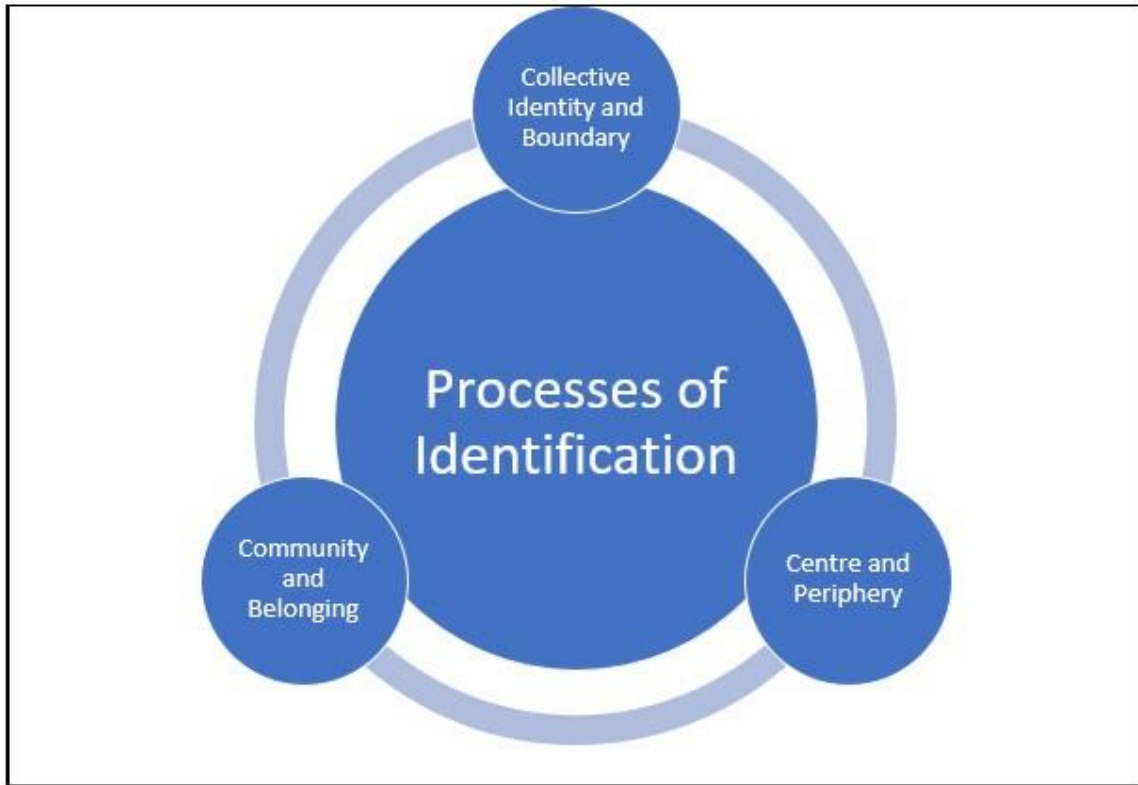 Collective
Identity and
Boundary
Processes of
Identification
Community
and
Belonging
Centre and
Periphery